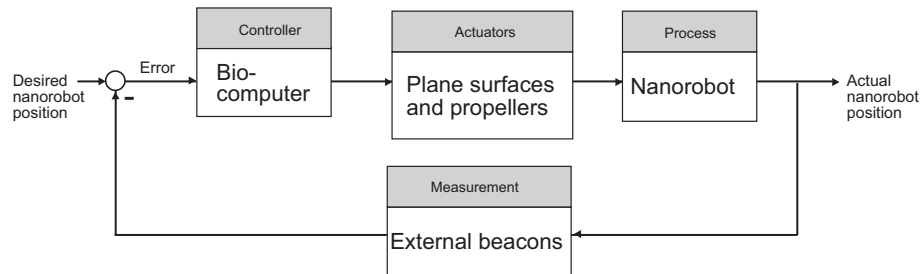 Controller
Actuators
Process
Desired
nanorobot
position
Error
-
Bio-
computer
Plane surfaces
and propellers
Nanorobot
Actual
nanorobot
position
Measurement
External beacons